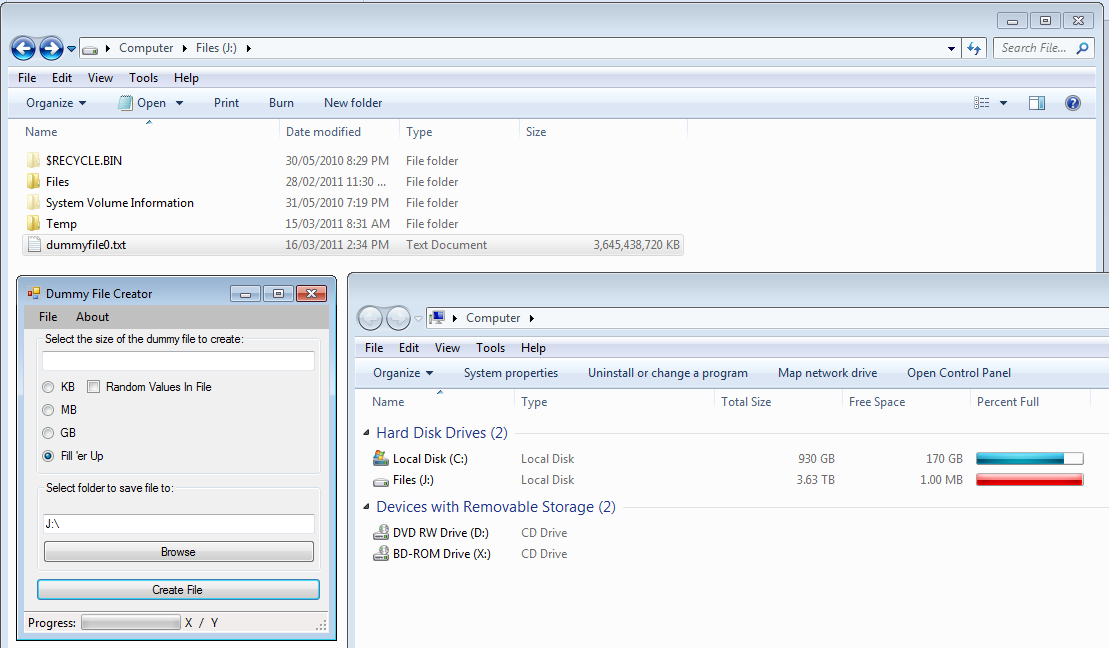 Computer Files (J:)
Search File...
File Edit View Tools Help
Organize Open Print Burn New folder
Name Date modified Type Size
$RECYCLE.BIN 30/05/2010 8:29 PM File folder
Files 28/02/2011 11:30 ... File folder
System Volume Information 31/05/2010 7:19 PM File folder
Temp 15/03/2011 8:31 AM File folder
dummyfile0.txt 16/03/2011 2:34 PM Text Document 3,645,438,720 KB
Dummy File Creator
File About
Select the size of the dummy file to create:
KB Random Values In File
MB
GB
Fill 'er Up
Select folder to save file to:
J:\
Browse
Create File
Progress: X / Y
Computer
File Edit View Tools Help
Organize System properties Uninstall or change a program Map network drive Open Control Panel
Name Type Total Size Free Space Percent Full
Hard Disk Drives (2)
Local Disk (C:) Local Disk 930 GB 170 GB
Files (J:) Local Disk 3.63 TB 1.00 MB
Devices with Removable Storage (2)
DVD RW Drive (D:) CD Drive
BD-ROM Drive (X:) CD Drive